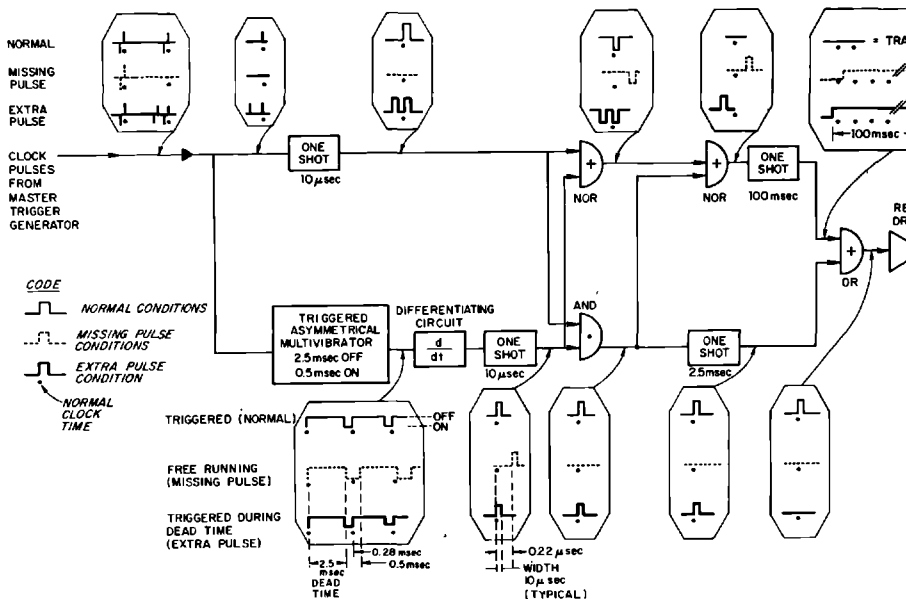 NORMAL
MISSING PULSE
EXTRA PULSE
CLOCK PULSES FROM MASTER TRIGGER GENERATOR
ONE SHOT
10 µsec
+
NOR
+
NOR
ONE SHOT
100 msec
= TRA
100 msec
+
OR
RE
DR
CODE
NORMAL CONDITIONS
MISSING PULSE CONDITIONS
EXTRA PULSE CONDITION
NORMAL CLOCK TIME
TRIGGERED ASYMMETRICAL MULTIVIBRATOR
2.5 msec OFF
0.5 msec ON
DIFFERENTIATING CIRCUIT
d
dt
ONE SHOT
10 µsec
AND
ONE SHOT
2.5 msec
TRIGGERED (NORMAL)
OFF
ON
FREE RUNNING (MISSING PULSE)
TRIGGERED DURING DEAD TIME (EXTRA PULSE)
2.5 msec
DEAD TIME
0.28 msec
0.5 msec
0.22 µsec
WIDTH 10 µsec (TYPICAL)